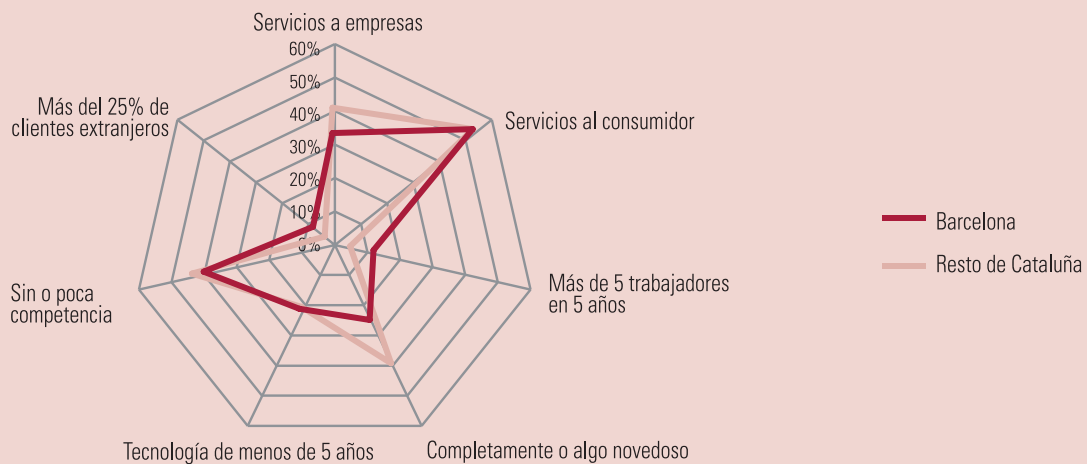 Servicios a empresas
60%
50%
40%
30%
20%
10%
0%
Más del 25% de
clientes extranjeros
Servicios al consumidor
Barcelona
Resto de Cataluña
Más de 5 trabajadores
en 5 años
Sin o poca
competencia
Tecnología de menos de 5 años
Completamente o algo novedoso